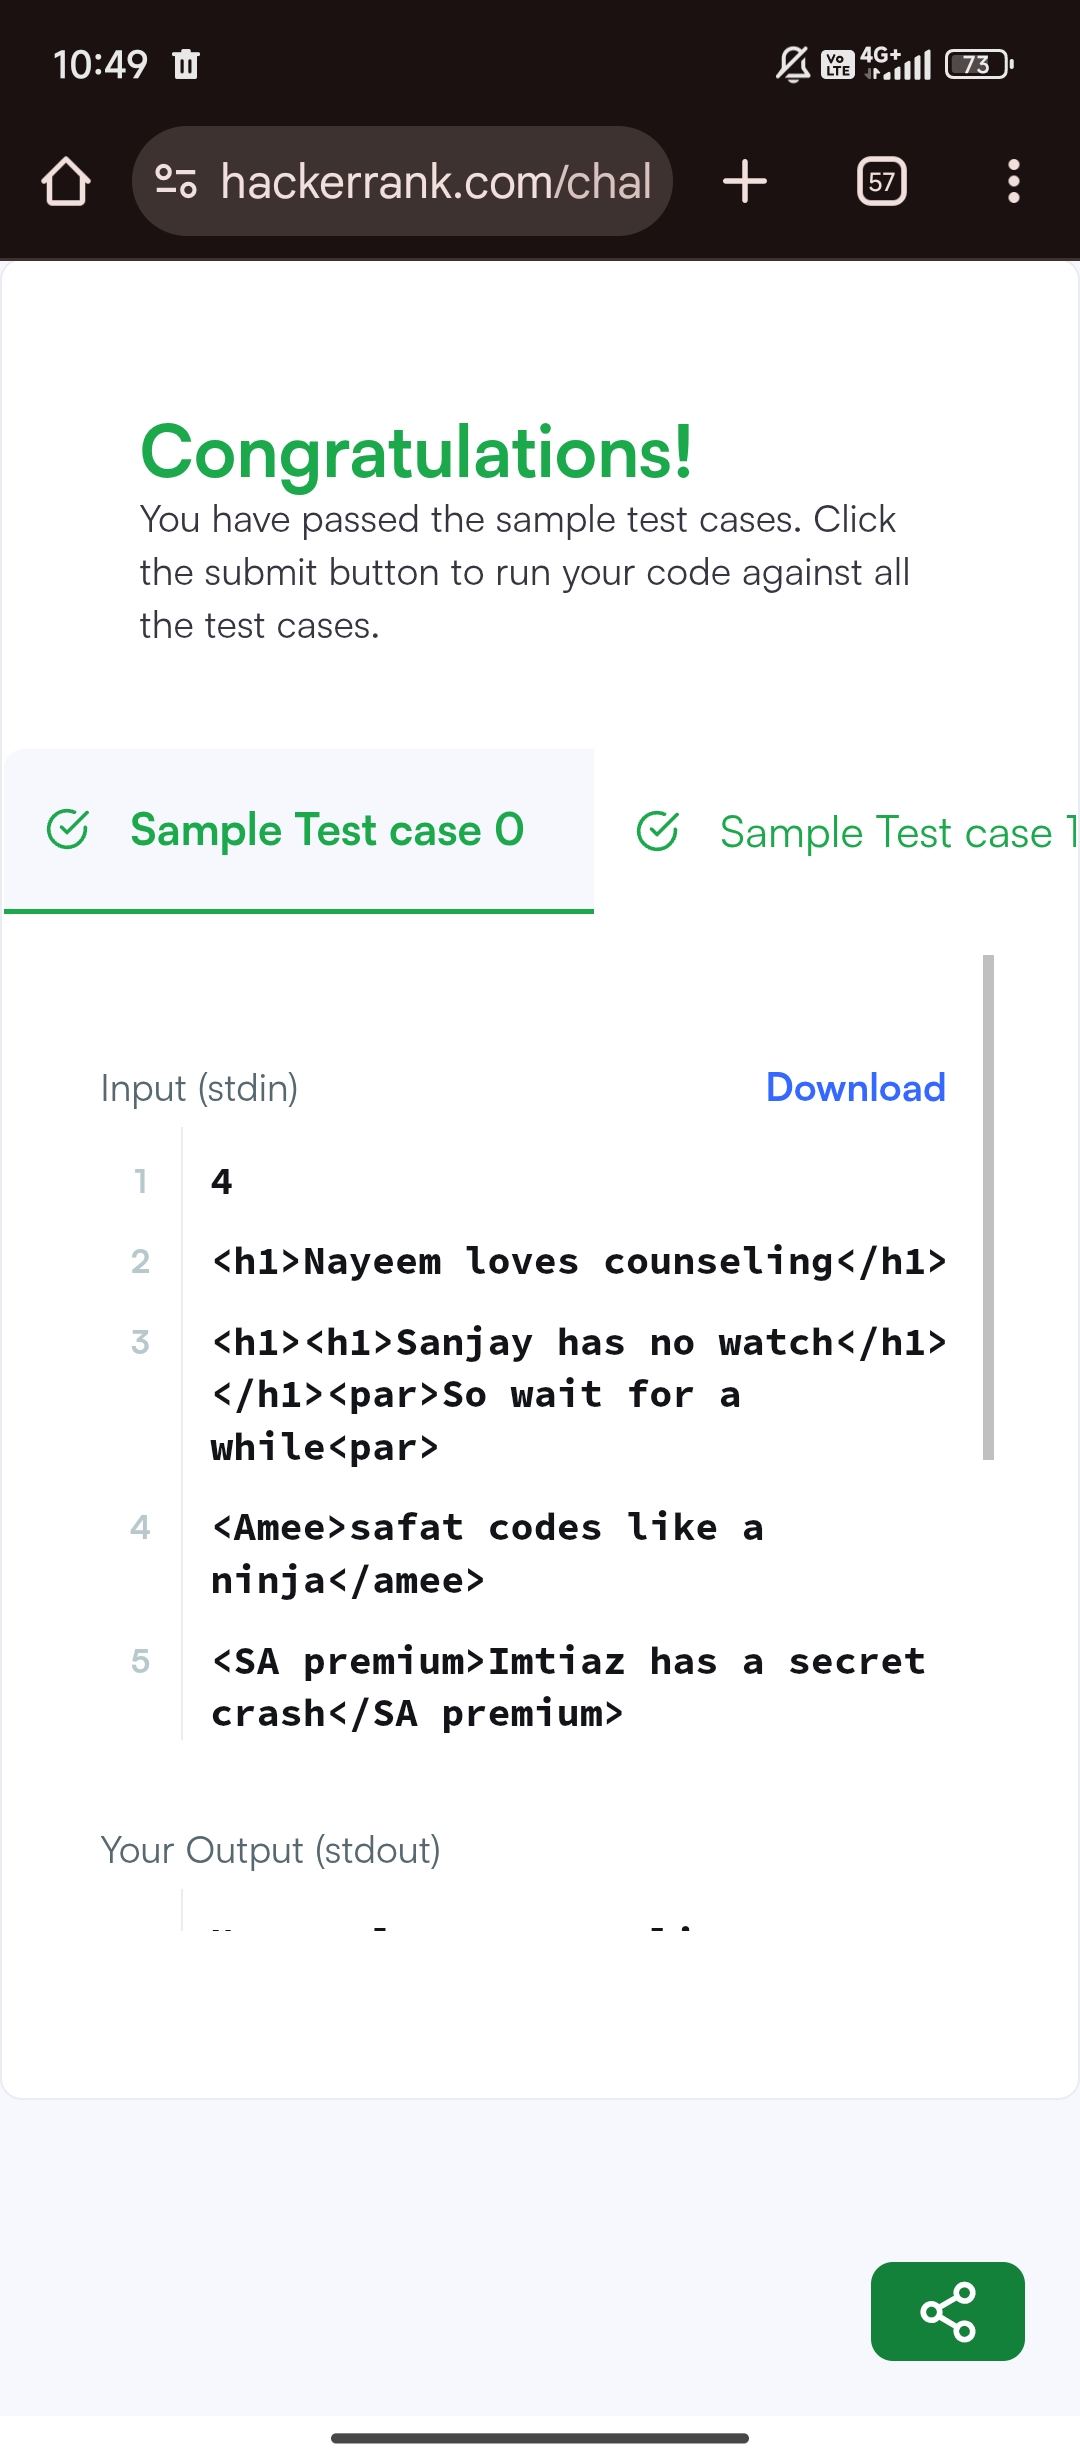 10:49
Vo LTE 4G+ 73
hackerrank.com/chal
57
Congratulations!
You have passed the sample test cases. Click
the submit button to run your code against all
the test cases.
Sample Test case 0
Sample Test case 1
Input (stdin)
Download
1 4
2 <h1>Nayeem loves counseling</h1>
3 <h1><h1>Sanjay has no watch</h1>
</h1><par>So wait for a
while<par>
4 <Amee>safat codes like a
ninja</amee>
5 <SA premium>Imtiaz has a secret
crash</SA premium>
Your Output (stdout)